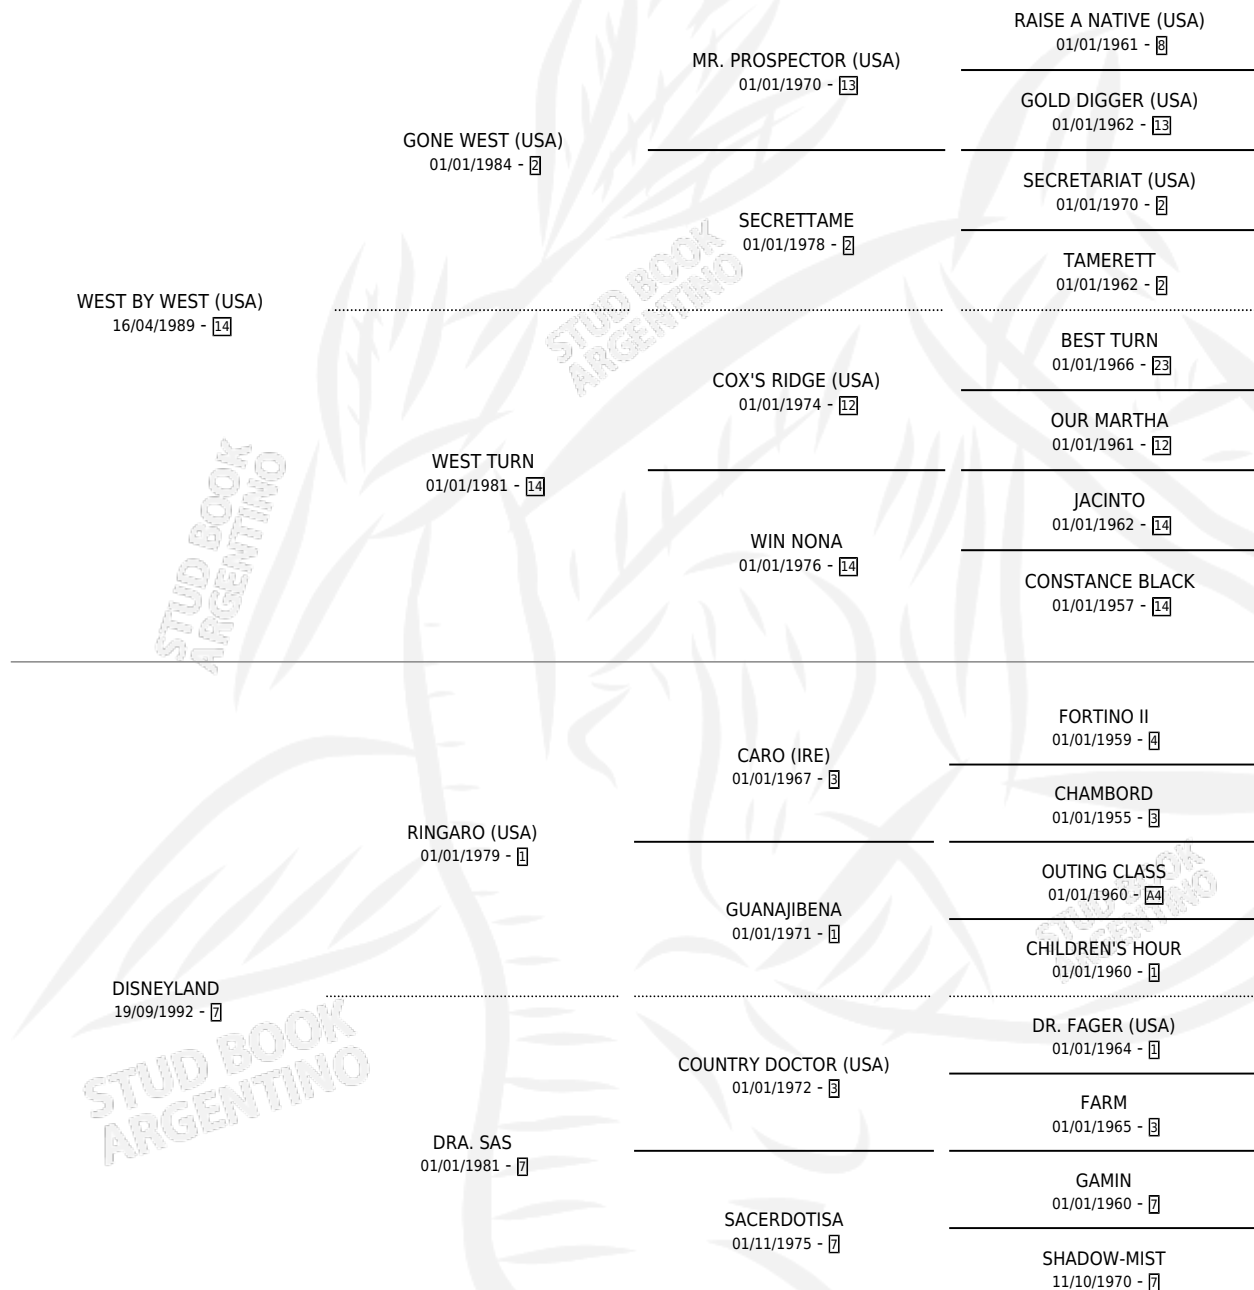 RAISE A NATIVE (USA)
01/01/1961 - 8
MR. PROSPECTOR (USA)
01/01/1970 - 13
GOLD DIGGER (USA)
01/01/1962 - 13
GONE WEST (USA)
01/01/1984 - 2
SECRETARIAT (USA)
01/01/1970 - 2
SECRETTAME
01/01/1978 - 2
TAMERETT
01/01/1962 - 2
WEST BY WEST (USA)
16/04/1989 - 14
BEST TURN
01/01/1966 - 23
COX'S RIDGE (USA)
01/01/1974 - 12
OUR MARTHA
01/01/1961 - 12
WEST TURN
01/01/1981 - 14
JACINTO
01/01/1962 - 14
WIN NONA
01/01/1976 - 14
CONSTANCE BLACK
01/01/1957 - 14
FORTINO II
01/01/1959 - 4
CARO (IRE)
01/01/1967 - 3
CHAMBORD
01/01/1955 - 3
RINGARO (USA)
01/01/1979 - 1
OUTING CLASS
01/01/1960 - A4
GUANAJIBENA
01/01/1971 - 1
CHILDREN'S HOUR
01/01/1960 - 1
DISNEYLAND
19/09/1992 - 7
DR. FAGER (USA)
01/01/1964 - 1
COUNTRY DOCTOR (USA)
01/01/1972 - 3
FARM
01/01/1965 - 3
DRA. SAS
01/01/1981 - 7
GAMIN
01/01/1960 - 7
SACERDOTISA
01/11/1975 - 7
SHADOW-MIST
11/10/1970 - 7
STUD BOOK
ARGENTINO
STUD BOOK
ARGENTINO
STUD BOOK
ARGENTINO
STUD BOOK
ARGENTINO